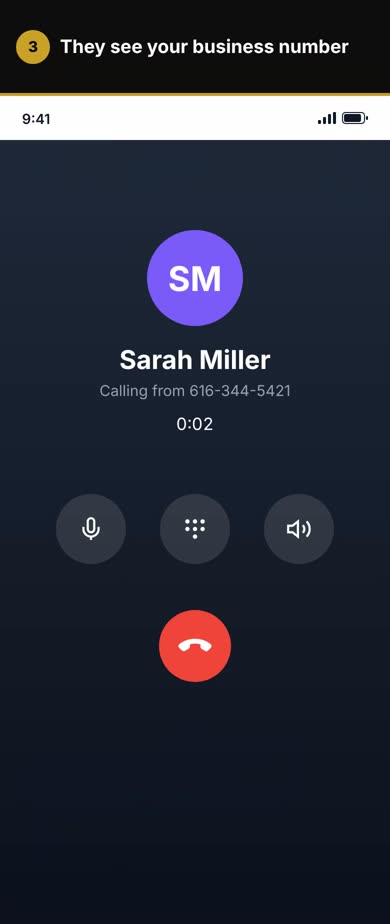 3 They see your business number
9:41
SM
Sarah Miller
Calling from 616-344-5421
0:02